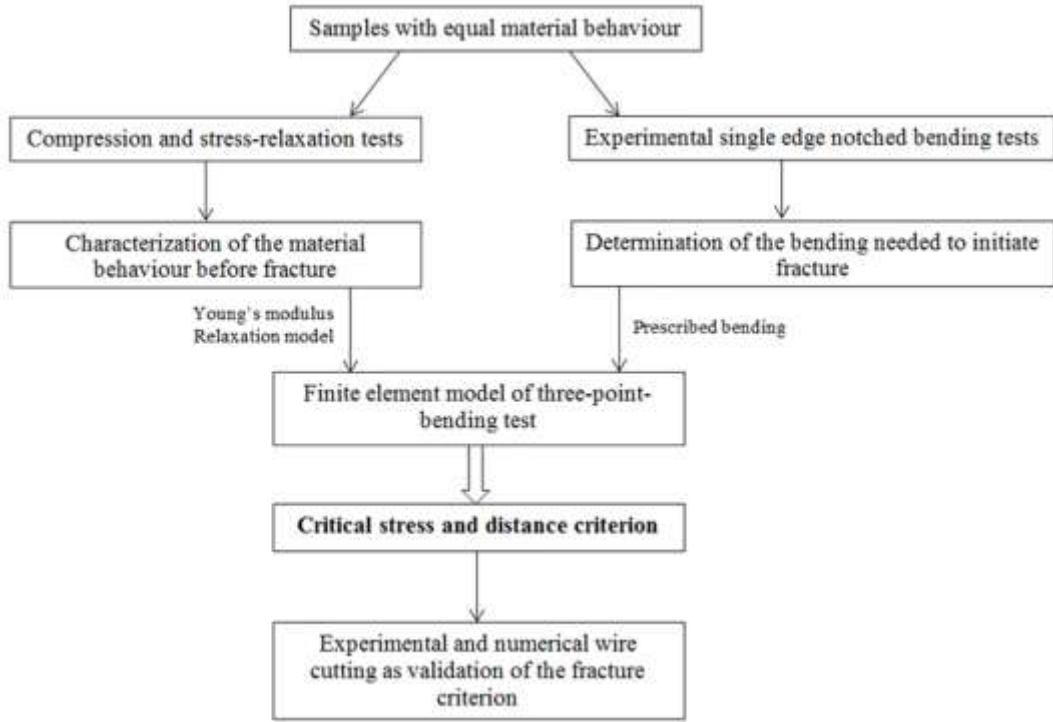 Samples with equal material behaviour
Compression and stress-relaxation tests
Experimental single edge notched bending tests
Characterization of the material
behaviour before fracture
Determination of the bending needed to initiate
fracture
Young's modulus
Relaxation model
Prescribed bending
Finite element model of three-point-
bending test
Critical stress and distance criterion
Experimental and numerical wire
cutting as validation of the fracture
criterion